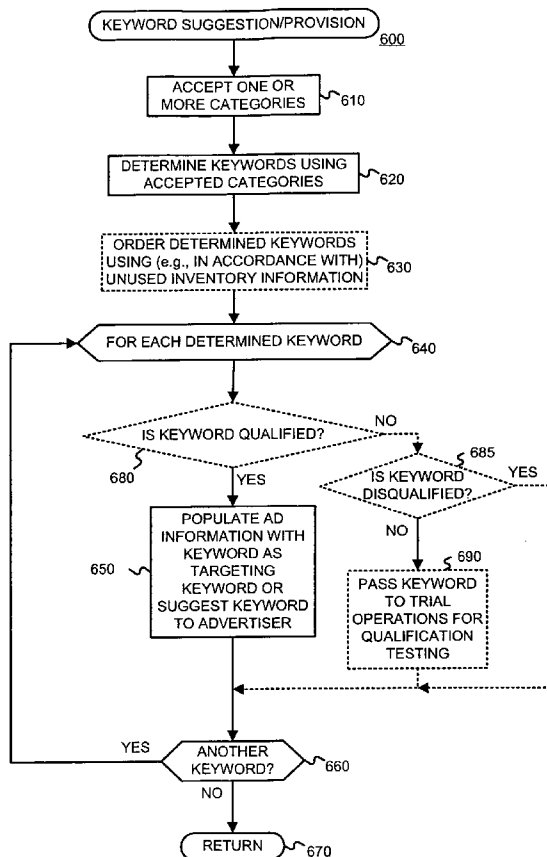 KEYWORD SUGGESTION/PROVISION
600
ACCEPT ONE OR
MORE CATEGORIES
610
DETERMINE KEYWORDS USING
ACCEPTED CATEGORIES
620
ORDER DETERMINED KEYWORDS
USING (e.g., IN ACCORDANCE WITH)
UNUSED INVENTORY INFORMATION
630
FOR EACH DETERMINED KEYWORD
640
IS KEYWORD QUALIFIED?
NO
680
YES
685
IS KEYWORD
DISQUALIFIED?
YES
NO
650
POPULATE AD
INFORMATION WITH
KEYWORD AS
TARGETING
KEYWORD OR
SUGGEST KEYWORD
TO ADVERTISER
690
PASS KEYWORD
TO TRIAL
OPERATIONS FOR
QUALIFICATION
TESTING
YES
ANOTHER
KEYWORD?
660
NO
RETURN
670